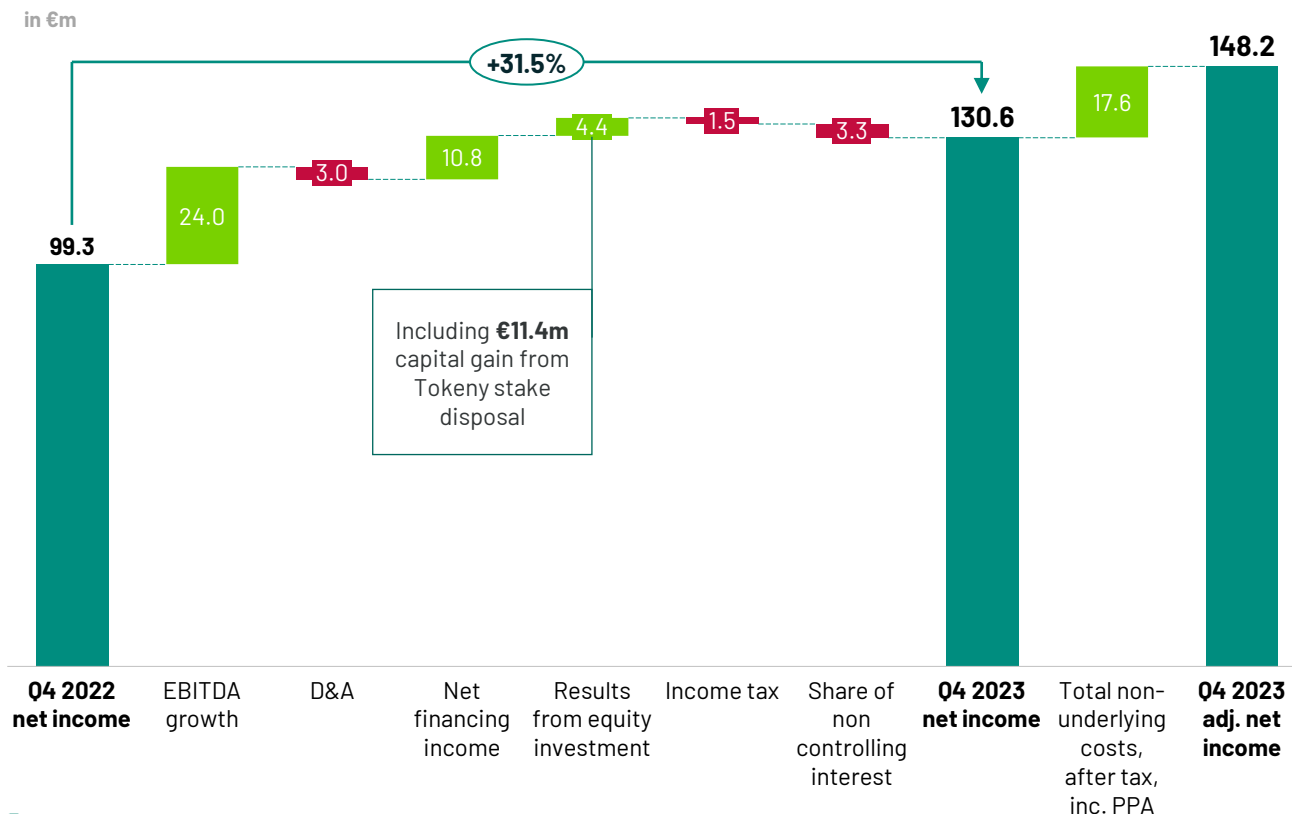 in €m
+31.5%
99.3
24.0
3.0
10.8
4.4
1.5
3.3
130.6
17.6
148.2
Including €11.4m
capital gain from
Tokeny stake
disposal
Q4 2022
net income
EBITDA
growth
D&A
Net
financing
income
Results
from equity
investment
Income tax
Share of
non
controlling
interest
Q4 2023
net income
Total non-
underlying
costs,
after tax,
inc. PPA
Q4 2023
adj. net
income